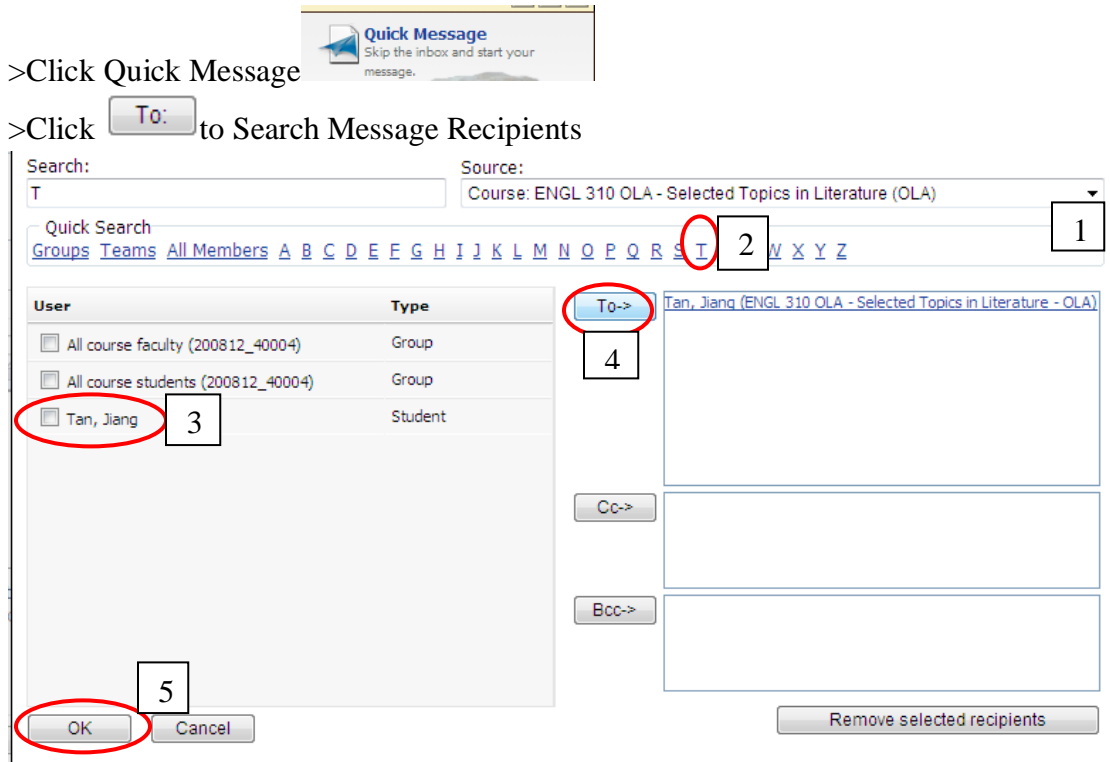 Quick Message
Skip the inbox and start your
message.
>Click Quick Message
>Click To: to Search Message Recipients
Search: Source:
T Course: ENGL 310 OLA - Selected Topics in Literature (OLA)
1
Quick Search
Groups Teams All Members A B C D E F G H I J K L M N O P Q R S T 2 W X Y Z
User Type To-> Tan, Jiang (ENGL 310 OLA - Selected Topics in Literature - OLA)
All course faculty (200812_40004) Group 4
All course students (200812_40004) Group
Tan, Jiang 3 Student
Cc->
Bcc->
5
OK Cancel Remove selected recipients